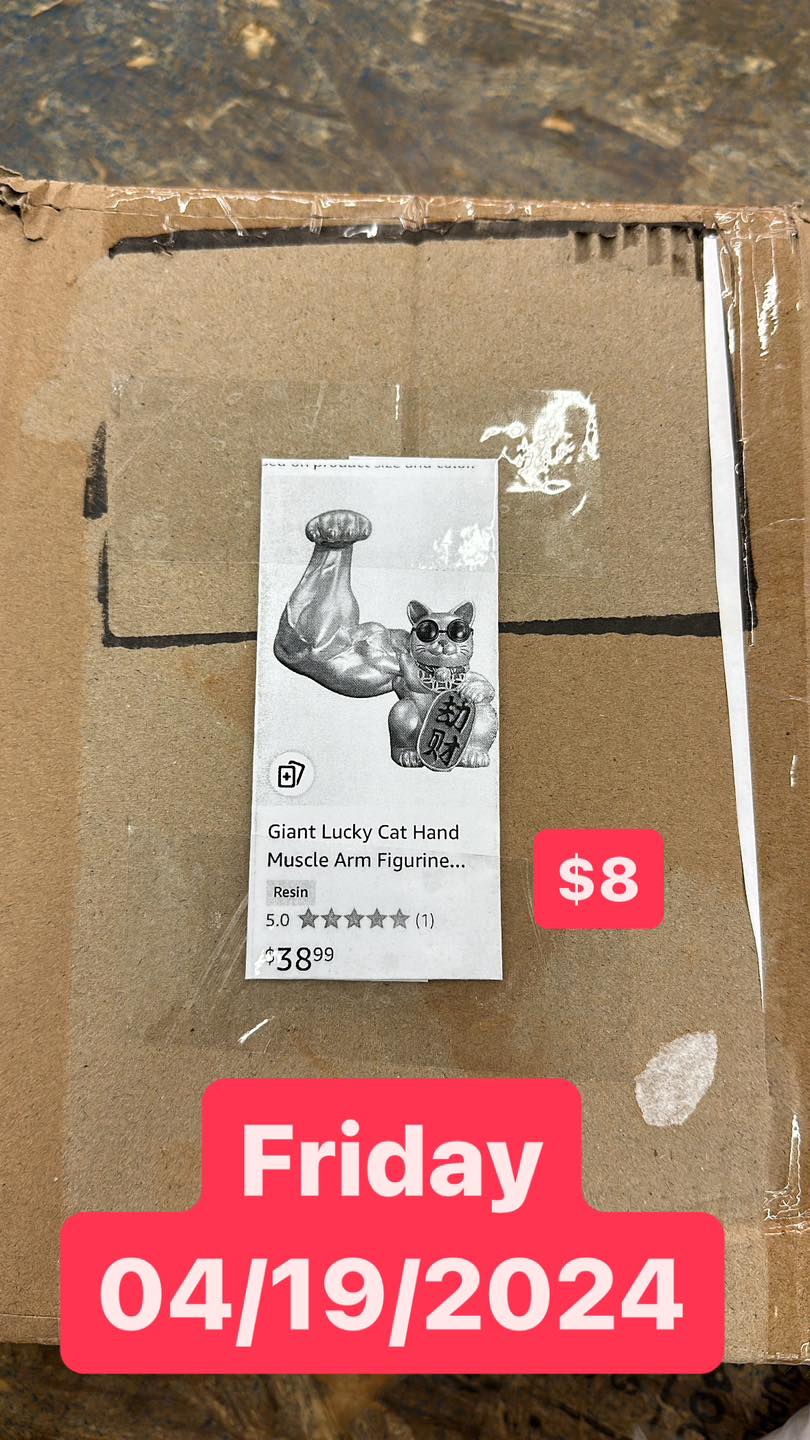 Giant Lucky Cat Hand
Muscle Arm Figurine...
Resin
5.0 (1)
$38.99
$8
劫
财
Friday
04/19/2024